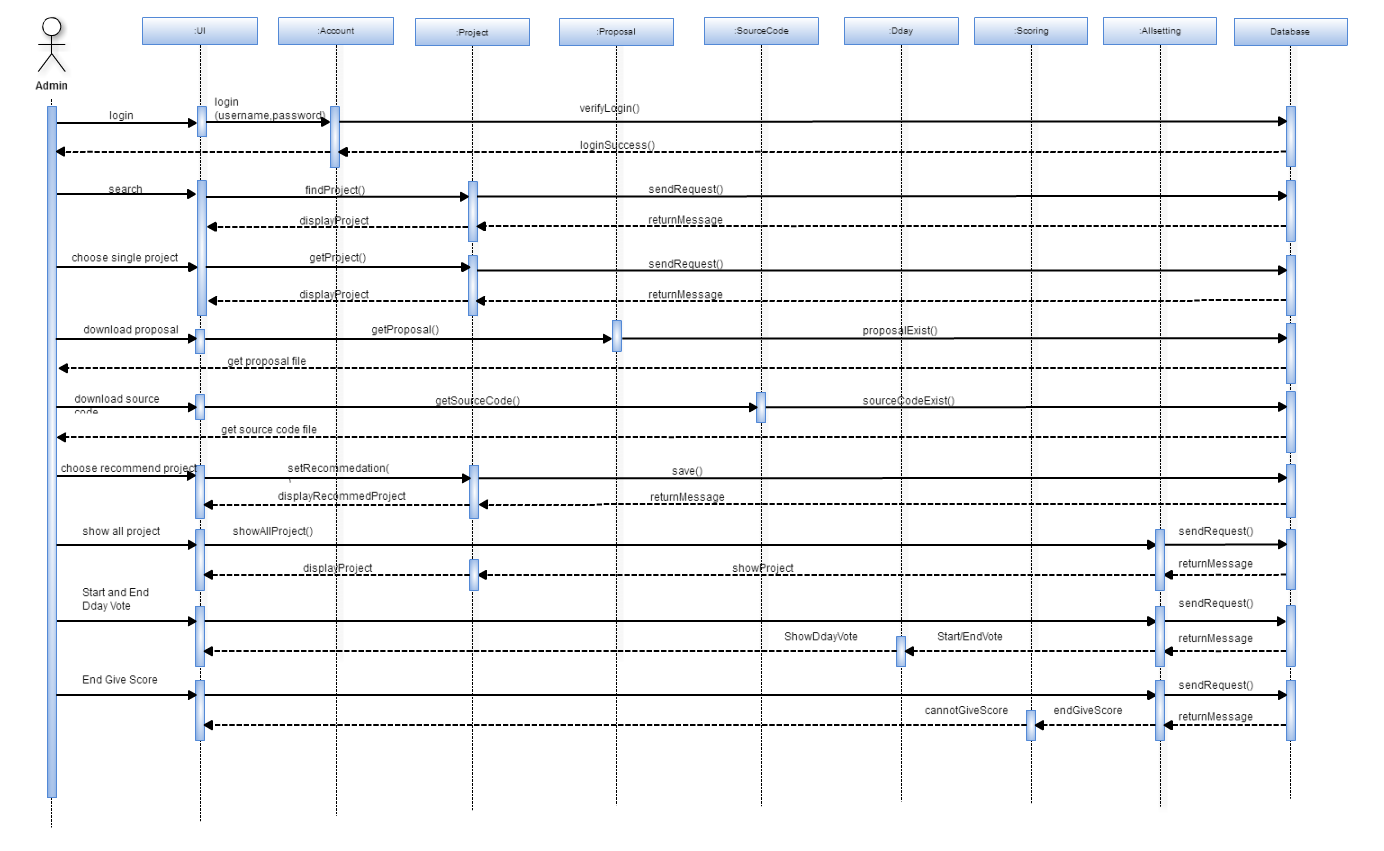 :UI
:Account
:Project
:Proposal
:SourceCode
:Dday
:Scoring
:Allsetting
Database
Admin
login
login
(username,password)
verifyLogin()
loginSuccess()
search
findProject()
sendRequest()
displayProject
returnMessage
choose single project
getProject()
sendRequest()
displayProject
returnMessage
download proposal
getProposal()
proposalExist()
get proposal file
download source
code
getSourceCode()
sourceCodeExist()
get source code file
choose recommend project
setRecommedation(
save()
displayRecommedProject
returnMessage
show all project
showAllProject()
sendRequest()
displayProject
showProject
returnMessage
Start and End
Dday Vote
sendRequest()
ShowDdayVote
Start/EndVote
returnMessage
End Give Score
sendRequest()
cannotGiveScore
endGiveScore
returnMessage